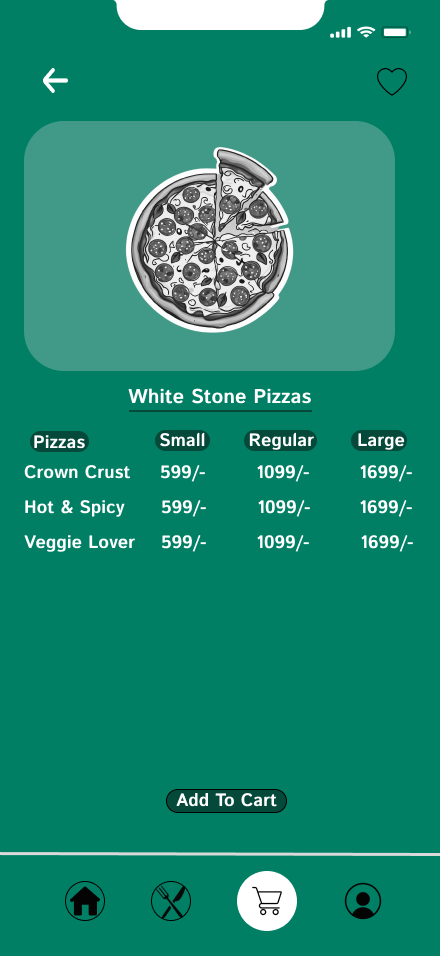 White Stone Pizzas
Pizzas Small Regular Large
Crown Crust 599/- 1099/- 1699/-
Hot & Spicy 599/- 1099/- 1699/-
Veggie Lover 599/- 1099/- 1699/-
Add To Cart